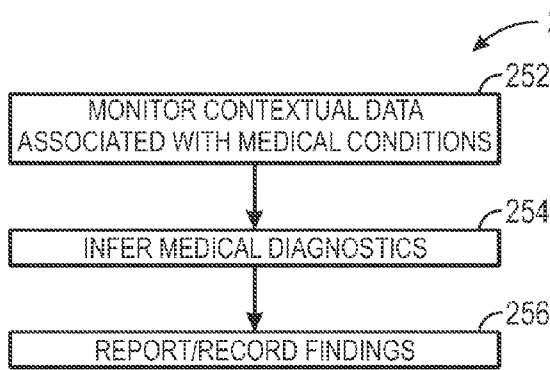 252
MONITOR CONTEXTUAL DATA
ASSOCIATED WITH MEDICAL CONDITIONS
254
INFER MEDICAL DIAGNOSTICS
256
REPORT/RECORD FINDINGS